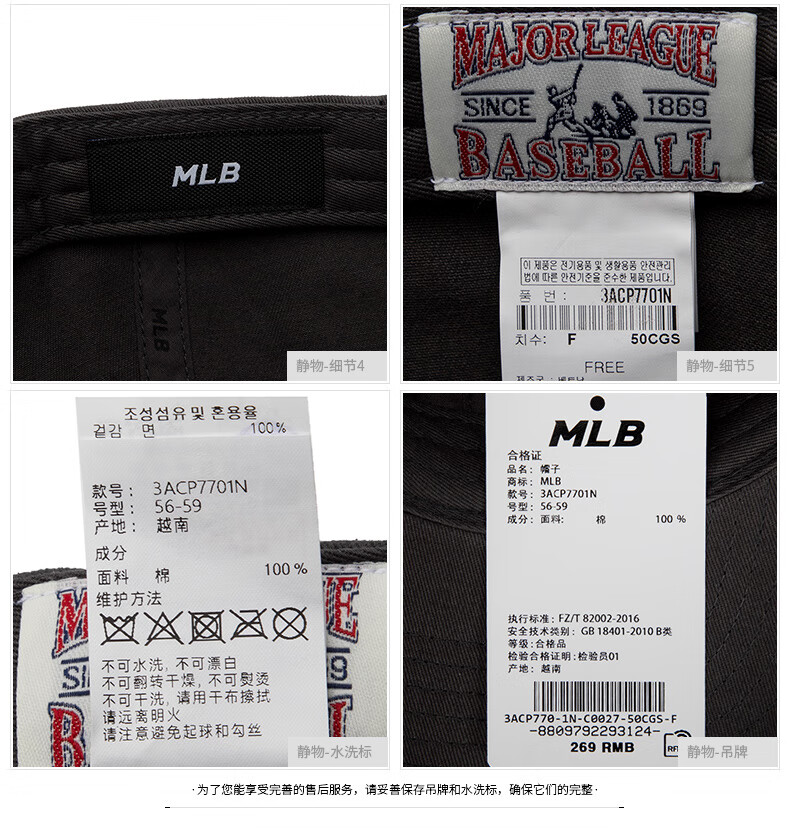 MLB
MLB
静物-细节4
MAJOR LEAGUE
SINCE 1869
BASEBALL
이 제품은 전기용품 및 생활용품 안전관리
법에 따른 안전기준을 준수한 제품입니다.
품 번 : 3ACP7701N
치수: F 50CGS
FREE
제조국 : 베트남
静物-细节5
조성섬유 및 혼용율
겉감 면 100%
款号: 3ACP7701N
号型: 56-59
产地: 越南
成分
面料 棉 100%
维护方法
不可水洗, 不可漂白
不可翻转干燥, 不可熨烫
不可干洗, 请用干布擦拭
请远离明火
请注意避免起球和勾丝
静物-水洗标
MLB
合格证
品名: 帽子
商标: MLB
款号: 3ACP7701N
号型: 56-59
成分: 面料: 棉 100 %
执行标准: FZ/T 82002-2016
安全技术类别: GB 18401-2010 B类
等级: 合格品
检验合格证明: 检验员01
产地: 越南
3ACP770-1N-C0027-50CGS-F
-8809792293124-
269 RMB
静物-吊牌
·为了您能享受完善的售后服务，请妥善保存吊牌和水洗标，确保它们的完整·